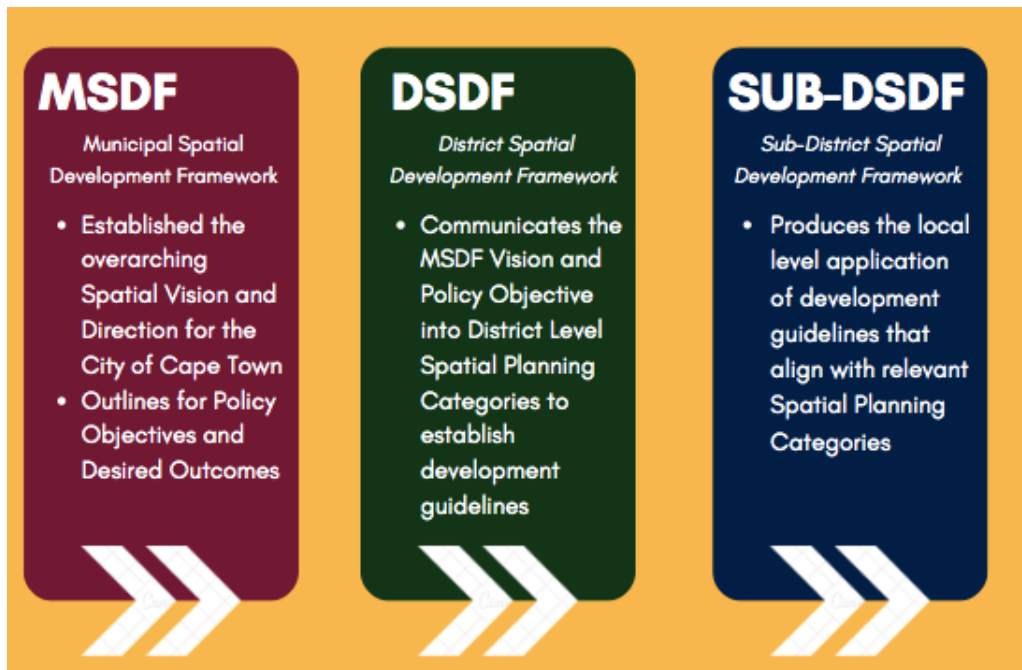 MSDF
Municipal Spatial
Development Framework
• Established the
overarching
Spatial Vision and
Direction for the
City of Cape Town
• Outlines for Policy
Objectives and
Desired Outcomes
DSDF
District Spatial
Development Framework
• Communicates the
MSDF Vision and
Policy Objective
into District Level
Spatial Planning
Categories to
establish
development
guidelines
SUB-DSDF
Sub-District Spatial
Development Framework
• Produces the local
level application
of development
guidelines that
align with relevant
Spatial Planning
Categories